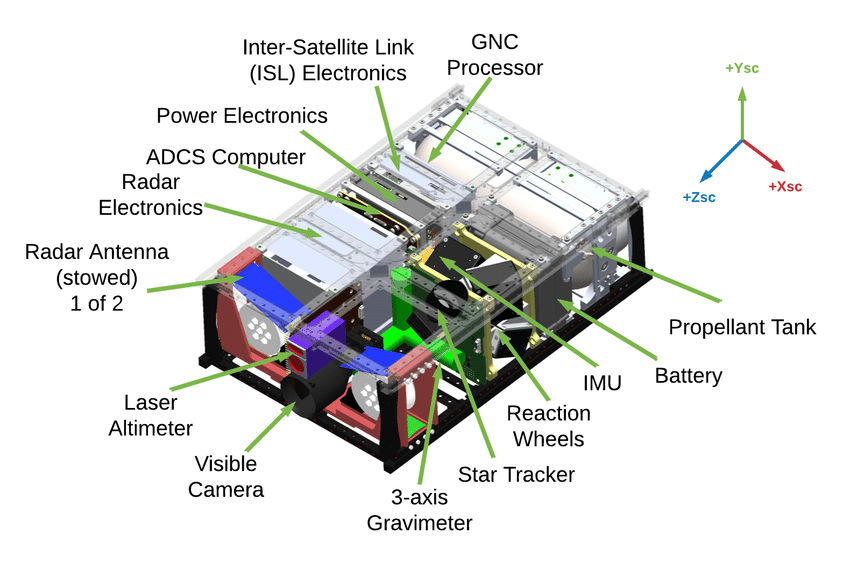 Inter-Satellite Link
(ISL) Electronics
GNC
Processor
+Ysc
Power Electronics
ADCS Computer
Radar
Electronics
+Zsc
+Xsc
Radar Antenna
(stowed)
1 of 2
Propellant Tank
Battery
IMU
Laser
Altimeter
Reaction
Wheels
Visible
Camera
Star Tracker
3-axis
Gravimeter